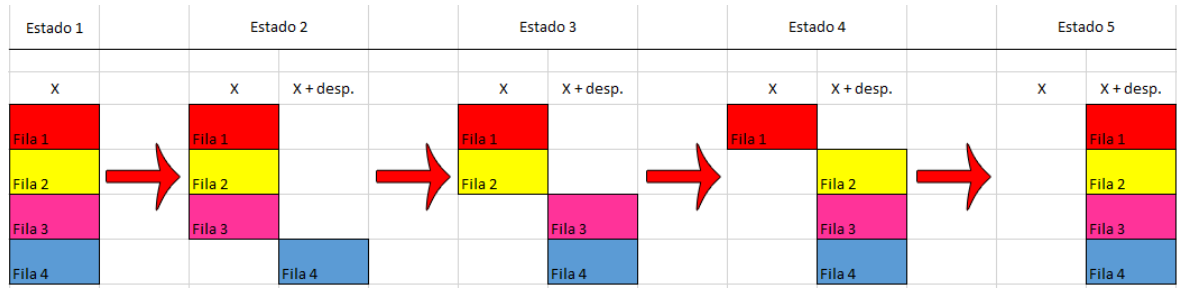 Estado 1 Estado 2 Estado 3 Estado 4 Estado 5
X X X + desp. X X + desp. X X + desp. X X + desp.
Fila 1 Fila 1 Fila 1 Fila 1 Fila 1
Fila 2 Fila 2 Fila 2 Fila 2 Fila 2
Fila 3 Fila 3 Fila 3 Fila 3 Fila 3
Fila 4 Fila 4 Fila 4 Fila 4 Fila 4